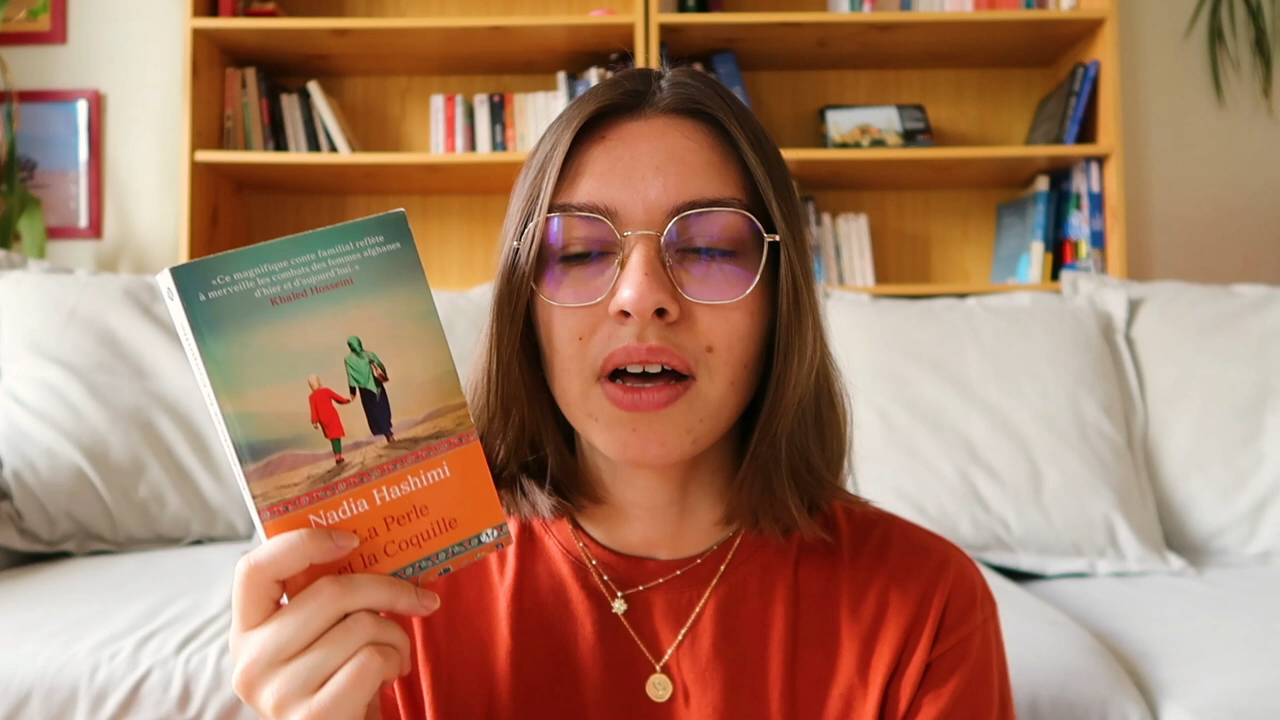 «Ce magnifique conte familial reflète
à merveille les combats des femmes afghanes
d'hier et d'aujourd'hui. »
Khaled Hosseini
Nadia Hashimi
La Perle
et la Coquille